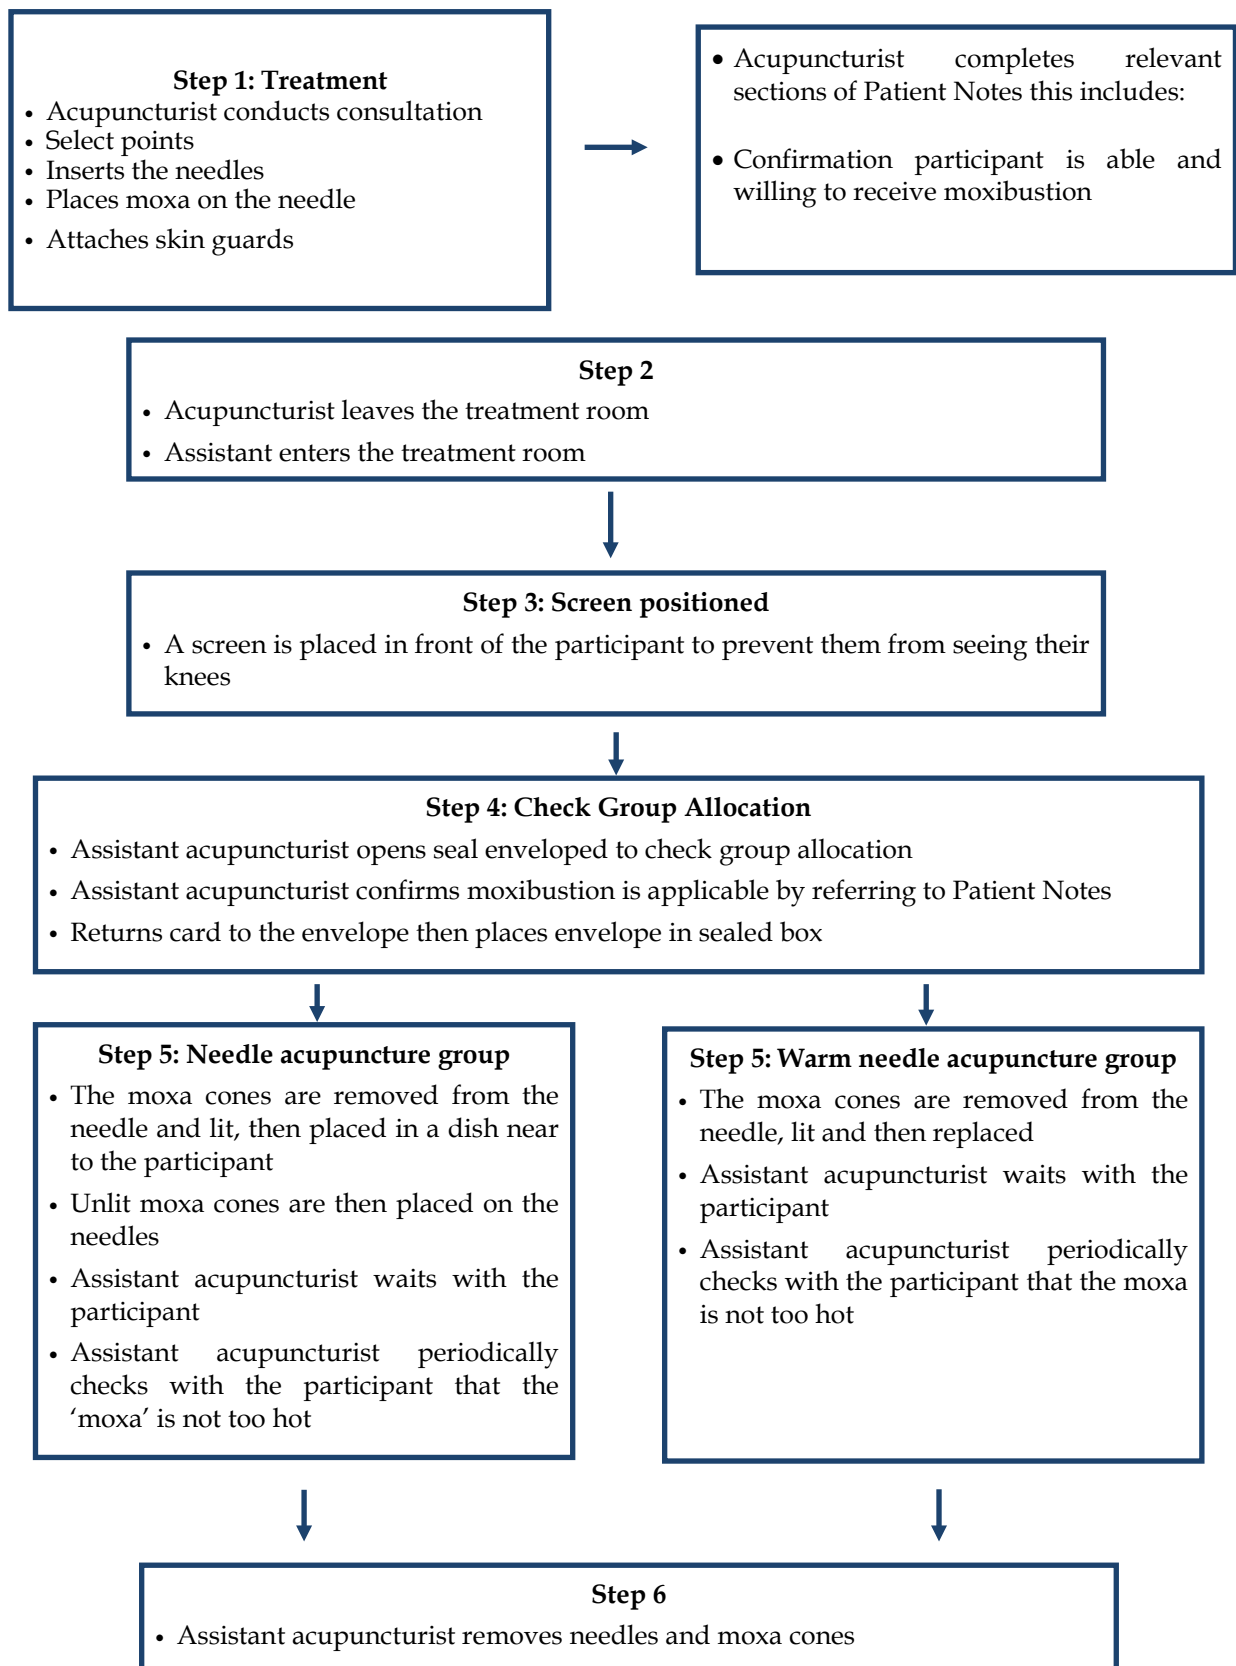 Step 1: Treatment
• Acupuncturist conducts consultation
• Select points
• Inserts the needles
• Places moxa on the needle
• Attaches skin guards
• Acupuncturist completes relevant
sections of Patient Notes this includes:
• Confirmation participant is able and
willing to receive moxibustion
Step 2
• Acupuncturist leaves the treatment room
• Assistant enters the treatment room
Step 3: Screen positioned
• A screen is placed in front of the participant to prevent them from seeing their
knees
Step 4: Check Group Allocation
• Assistant acupuncturist opens seal enveloped to check group allocation
• Assistant acupuncturist confirms moxibustion is applicable by referring to Patient Notes
• Returns card to the envelope then places envelope in sealed box
Step 5: Needle acupuncture group
• The moxa cones are removed from the
needle and lit, then placed in a dish near
to the participant
• Unlit moxa cones are then placed on the
needles
• Assistant acupuncturist waits with the
participant
• Assistant acupuncturist periodically
checks with the participant that the
‘moxa’ is not too hot
Step 5: Warm needle acupuncture group
• The moxa cones are removed from the
needle, lit and then replaced
• Assistant acupuncturist waits with the
participant
• Assistant acupuncturist periodically
checks with the participant that the moxa
is not too hot
Step 6
• Assistant acupuncturist removes needles and moxa cones